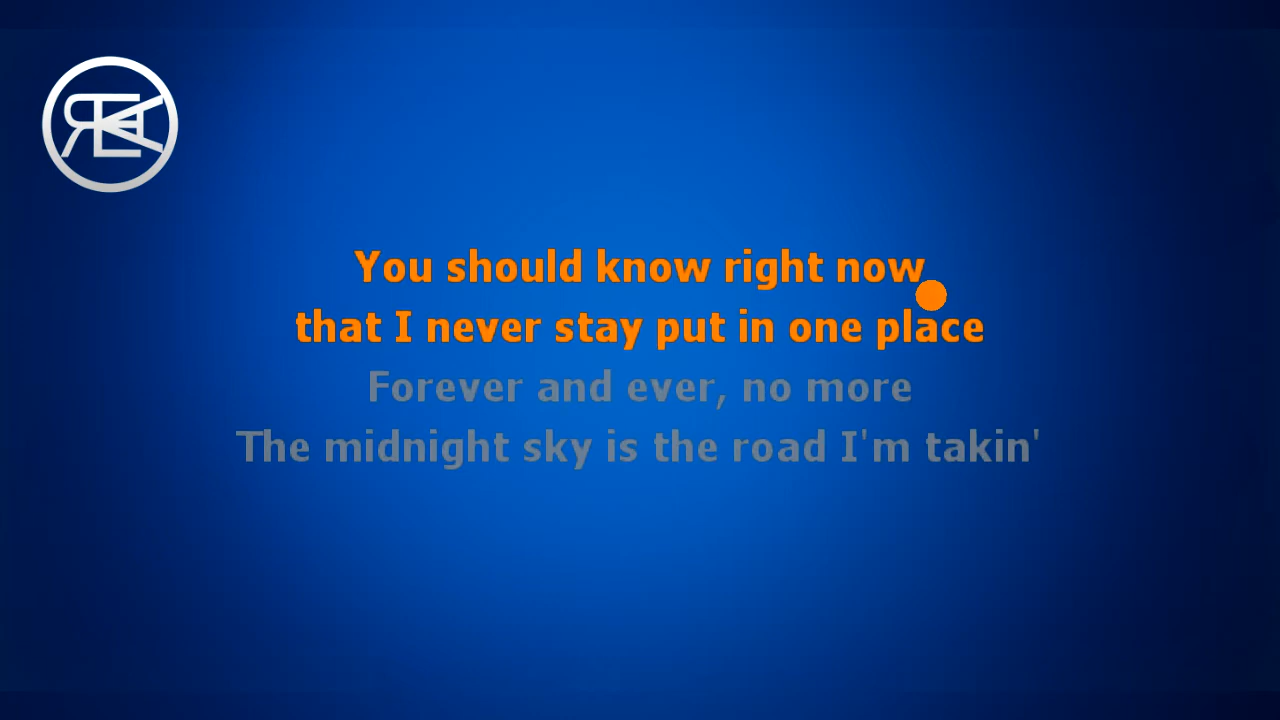 You should know right now
that I never stay put in one place
Forever and ever, no more
The midnight sky is the road I'm takin'